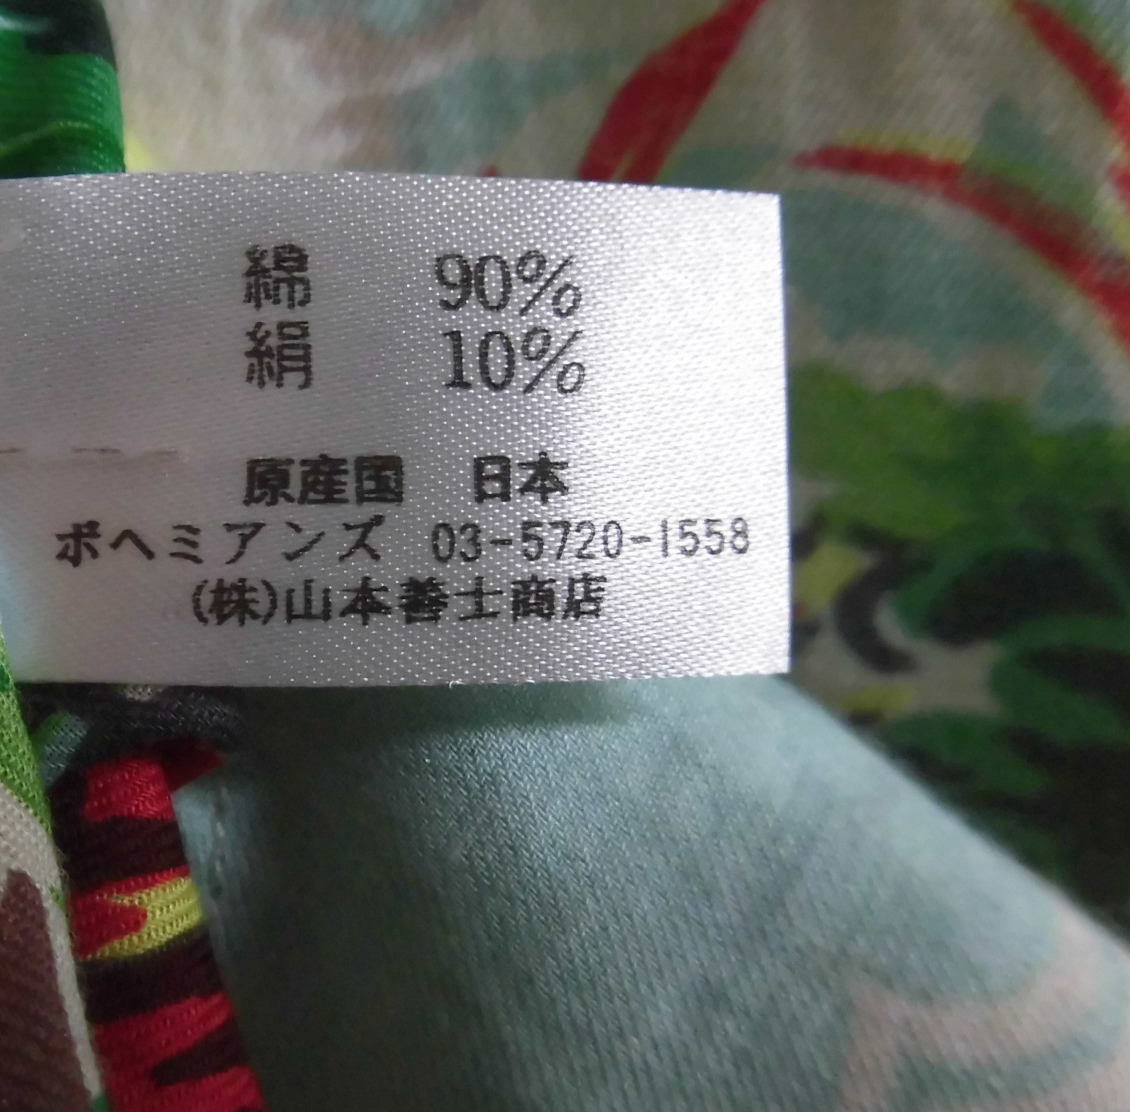 綿 90%
絹 10%
原産国 日本
ボヘミアンズ 03-5720-1558
(株)山本善士商店